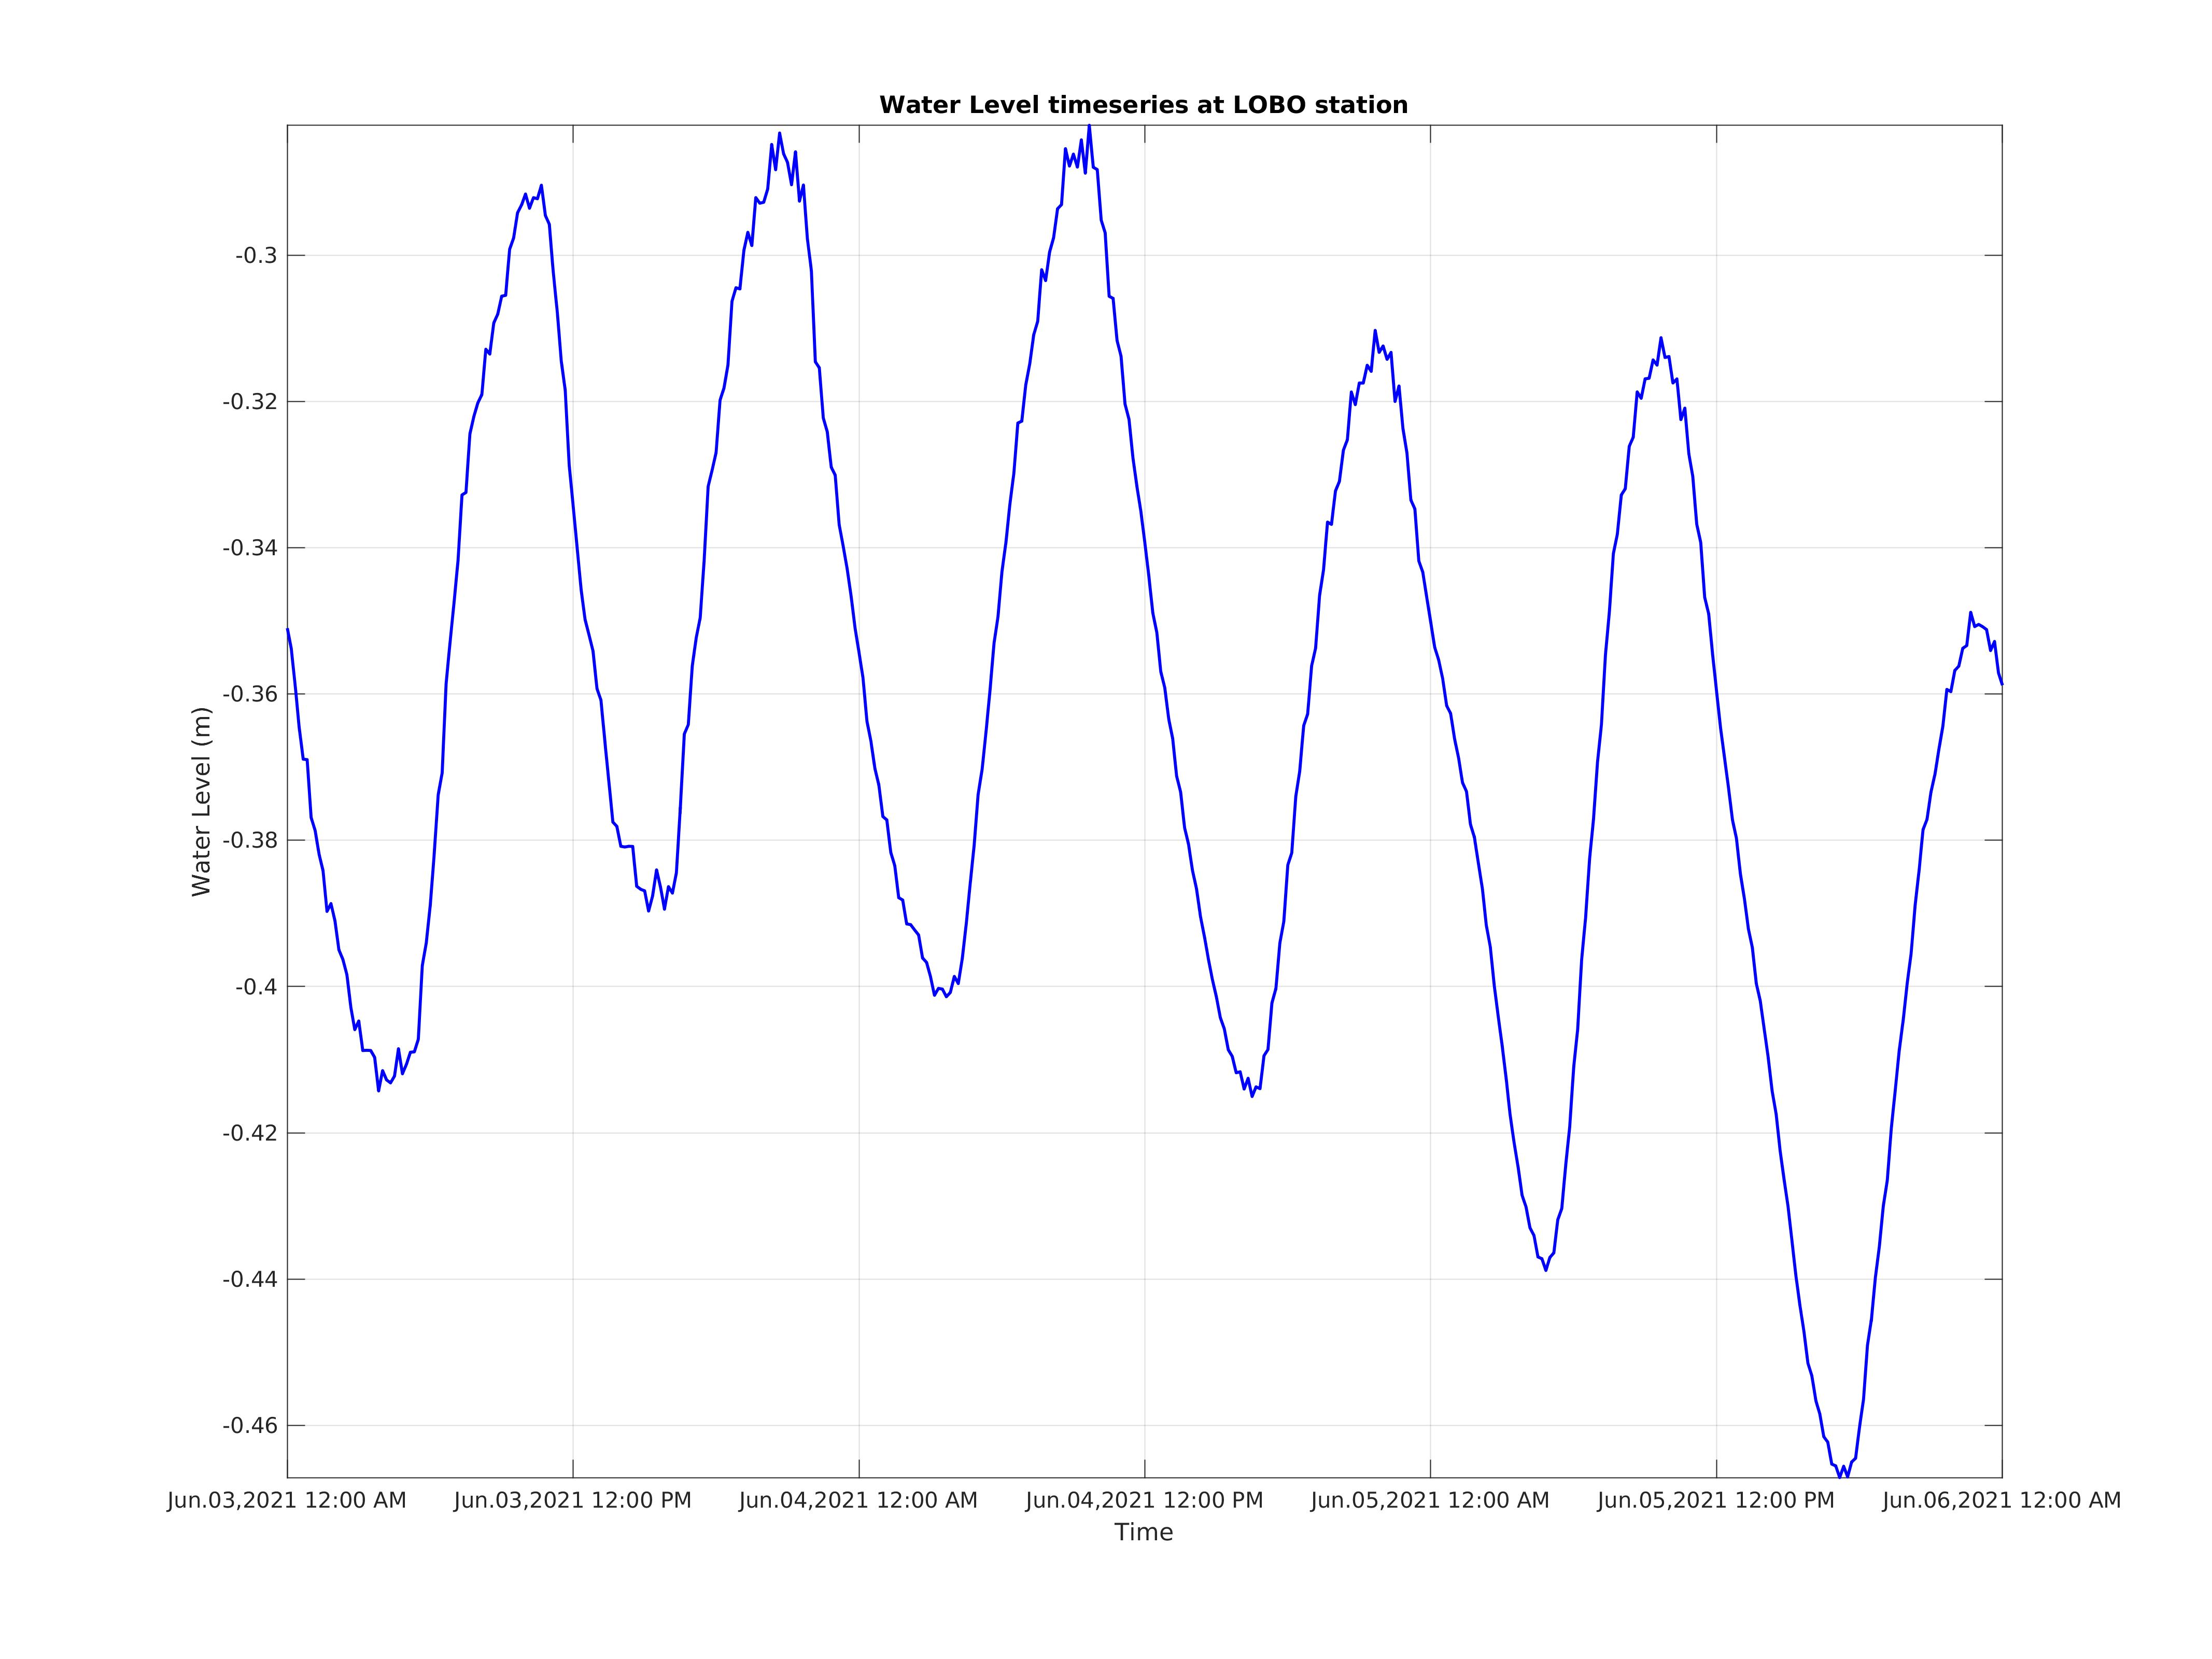 Water Level timeseries at LOBO station
-0.3
-0.32
-0.34
-0.36
-0.38
-0.4
-0.42
-0.44
-0.46
Water Level (m)
Jun.03,2021 12:00 AM
Jun.03,2021 12:00 PM
Jun.04,2021 12:00 AM
Jun.04,2021 12:00 PM
Jun.05,2021 12:00 AM
Jun.05,2021 12:00 PM
Jun.06,2021 12:00 AM
Time